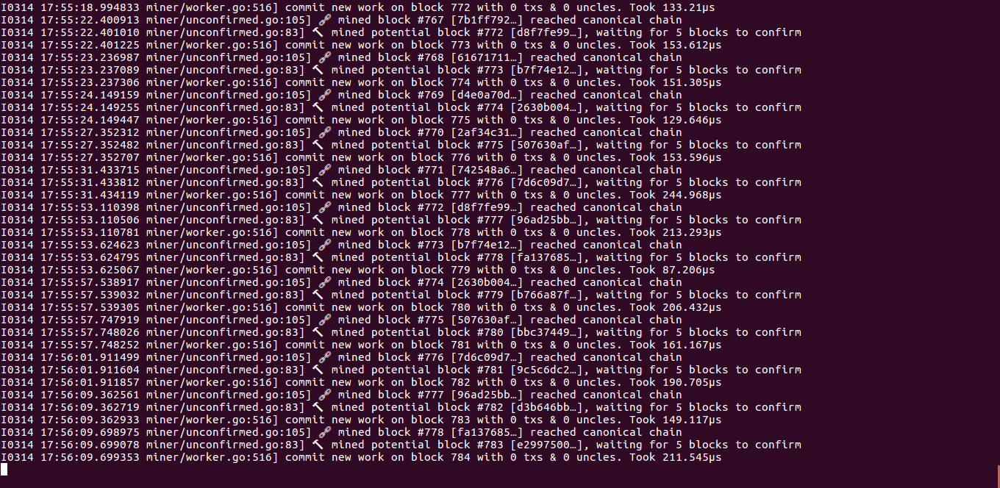 I0314 17:55:18.994833 miner/worker.go:516] commit new work on block 772 with 0 txs & 0 uncles. Took 133.21µs
I0314 17:55:22.400913 miner/unconfirmed.go:105] 🔗 mined block #767 [7b1ff792…] reached canonical chain
I0314 17:55:22.401010 miner/unconfirmed.go:83] 🔨 mined potential block #772 [d8f7fe99…], waiting for 5 blocks to confirm
I0314 17:55:22.401225 miner/worker.go:516] commit new work on block 773 with 0 txs & 0 uncles. Took 153.612µs
I0314 17:55:23.236987 miner/unconfirmed.go:105] 🔗 mined block #768 [61671711…] reached canonical chain
I0314 17:55:23.237089 miner/unconfirmed.go:83] 🔨 mined potential block #773 [b7f74e12…], waiting for 5 blocks to confirm
I0314 17:55:23.237306 miner/worker.go:516] commit new work on block 774 with 0 txs & 0 uncles. Took 151.305µs
I0314 17:55:24.149159 miner/unconfirmed.go:105] 🔗 mined block #769 [d4e0a70d…] reached canonical chain
I0314 17:55:24.149255 miner/unconfirmed.go:83] 🔨 mined potential block #774 [2630b004…], waiting for 5 blocks to confirm
I0314 17:55:24.149447 miner/worker.go:516] commit new work on block 775 with 0 txs & 0 uncles. Took 129.646µs
I0314 17:55:27.352312 miner/unconfirmed.go:105] 🔗 mined block #770 [2af34c31…] reached canonical chain
I0314 17:55:27.352482 miner/unconfirmed.go:83] 🔨 mined potential block #775 [507630af…], waiting for 5 blocks to confirm
I0314 17:55:27.352707 miner/worker.go:516] commit new work on block 776 with 0 txs & 0 uncles. Took 153.596µs
I0314 17:55:31.433715 miner/unconfirmed.go:105] 🔗 mined block #771 [742548a6…] reached canonical chain
I0314 17:55:31.433812 miner/unconfirmed.go:83] 🔨 mined potential block #776 [7d6c09d7…], waiting for 5 blocks to confirm
I0314 17:55:31.434119 miner/worker.go:516] commit new work on block 777 with 0 txs & 0 uncles. Took 244.968µs
I0314 17:55:53.110398 miner/unconfirmed.go:105] 🔗 mined block #772 [d8f7fe99…] reached canonical chain
I0314 17:55:53.110506 miner/unconfirmed.go:83] 🔨 mined potential block #777 [96ad25bb…], waiting for 5 blocks to confirm
I0314 17:55:53.110781 miner/worker.go:516] commit new work on block 778 with 0 txs & 0 uncles. Took 213.293µs
I0314 17:55:53.624623 miner/unconfirmed.go:105] 🔗 mined block #773 [b7f74e12…] reached canonical chain
I0314 17:55:53.624795 miner/unconfirmed.go:83] 🔨 mined potential block #778 [fa137685…], waiting for 5 blocks to confirm
I0314 17:55:53.625067 miner/worker.go:516] commit new work on block 779 with 0 txs & 0 uncles. Took 87.206µs
I0314 17:55:57.538917 miner/unconfirmed.go:105] 🔗 mined block #774 [2630b004…] reached canonical chain
I0314 17:55:57.539032 miner/unconfirmed.go:83] 🔨 mined potential block #779 [b766a87f…], waiting for 5 blocks to confirm
I0314 17:55:57.539305 miner/worker.go:516] commit new work on block 780 with 0 txs & 0 uncles. Took 206.432µs
I0314 17:55:57.747919 miner/unconfirmed.go:105] 🔗 mined block #775 [507630af…] reached canonical chain
I0314 17:55:57.748026 miner/unconfirmed.go:83] 🔨 mined potential block #780 [bbc37449…], waiting for 5 blocks to confirm
I0314 17:55:57.748252 miner/worker.go:516] commit new work on block 781 with 0 txs & 0 uncles. Took 161.167µs
I0314 17:56:01.911499 miner/unconfirmed.go:105] 🔗 mined block #776 [7d6c09d7…] reached canonical chain
I0314 17:56:01.911604 miner/unconfirmed.go:83] 🔨 mined potential block #781 [9c5c6dc2…], waiting for 5 blocks to confirm
I0314 17:56:01.911857 miner/worker.go:516] commit new work on block 782 with 0 txs & 0 uncles. Took 190.705µs
I0314 17:56:09.362561 miner/unconfirmed.go:105] 🔗 mined block #777 [96ad25bb…] reached canonical chain
I0314 17:56:09.362719 miner/unconfirmed.go:83] 🔨 mined potential block #782 [d3b646bb…], waiting for 5 blocks to confirm
I0314 17:56:09.362933 miner/worker.go:516] commit new work on block 783 with 0 txs & 0 uncles. Took 149.117µs
I0314 17:56:09.698975 miner/unconfirmed.go:105] 🔗 mined block #778 [fa137685…] reached canonical chain
I0314 17:56:09.699078 miner/unconfirmed.go:83] 🔨 mined potential block #783 [e2997500…], waiting for 5 blocks to confirm
I0314 17:56:09.699353 miner/worker.go:516] commit new work on block 784 with 0 txs & 0 uncles. Took 211.545µs